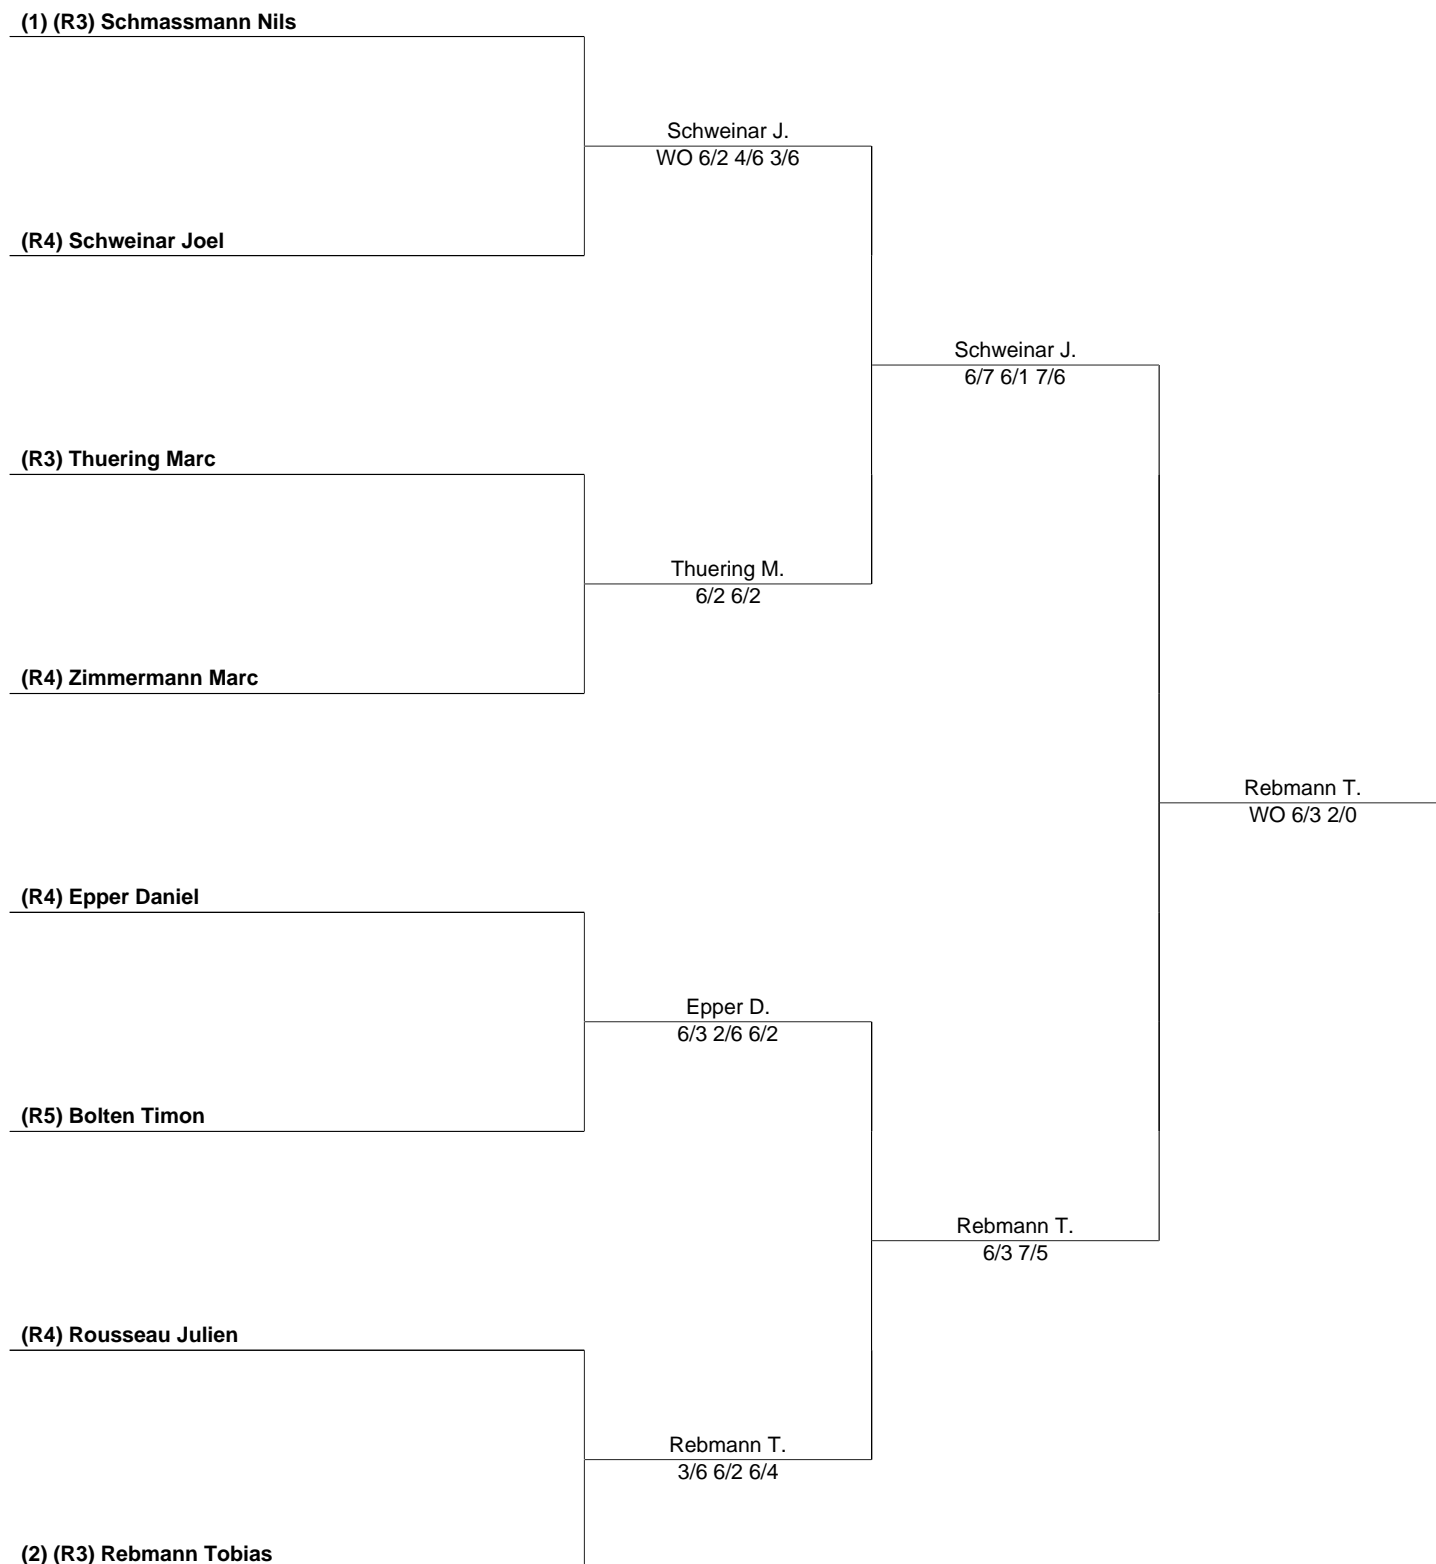 (1) (R3) Schmassmann Nils
Schweinar J.
WO 6/2 4/6 3/6
(R4) Schweinar Joel
Schweinar J.
6/7 6/1 7/6
(R3) Thuering Marc
Thuering M.
6/2 6/2
(R4) Zimmermann Marc
Rebmann T.
WO 6/3 2/0
(R4) Epper Daniel
Epper D.
6/3 2/6 6/2
(R5) Bolten Timon
Rebmann T.
6/3 7/5
(R4) Rousseau Julien
Rebmann T.
3/6 6/2 6/4
(2) (R3) Rebmann Tobias